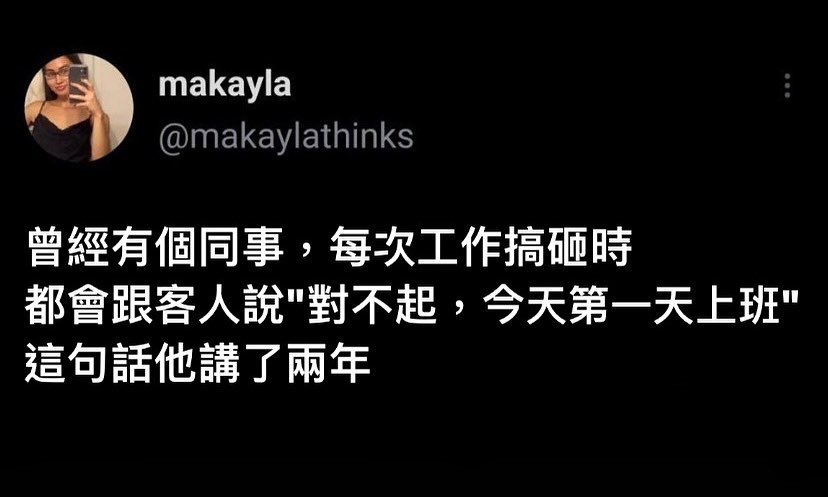 makayla
@makaylathinks
曾經有個同事，每次工作搞砸時
都會跟客人說"對不起，今天第一天上班"
這句話他講了兩年